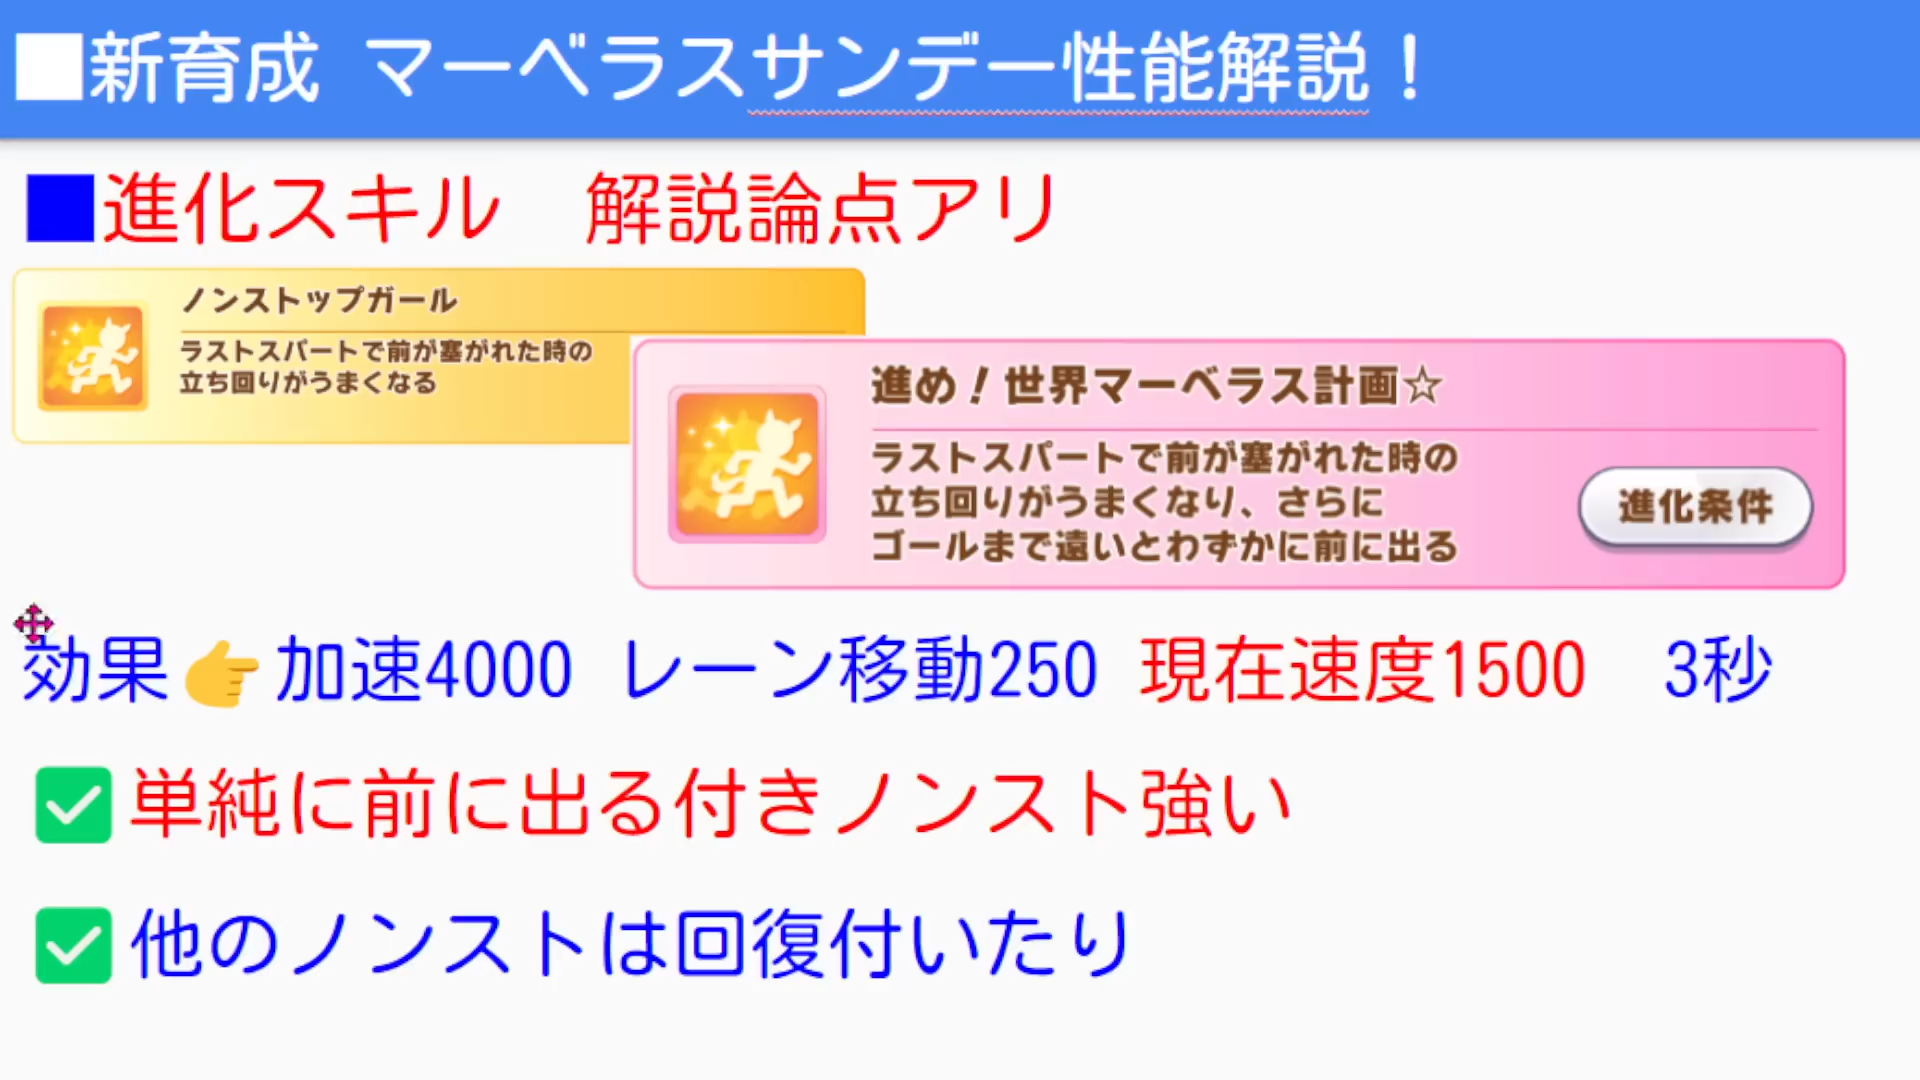 ■新育成 マーベラスサンデー性能解説！
■進化スキル　解説論点アリ
ノンストップガール
ラストスパートで前が塞がれた時の
立ち回りがうまくなる
進め！世界マーベラス計画☆
ラストスパートで前が塞がれた時の
立ち回りがうまくなり、さらに
ゴールまで遠いとわずかに前に出る
進化条件
効果👉加速4000 レーン移動250 現在速度1500　3秒
✅単純に前に出る付きノンスト強い
✅他のノンストは回復付いたり